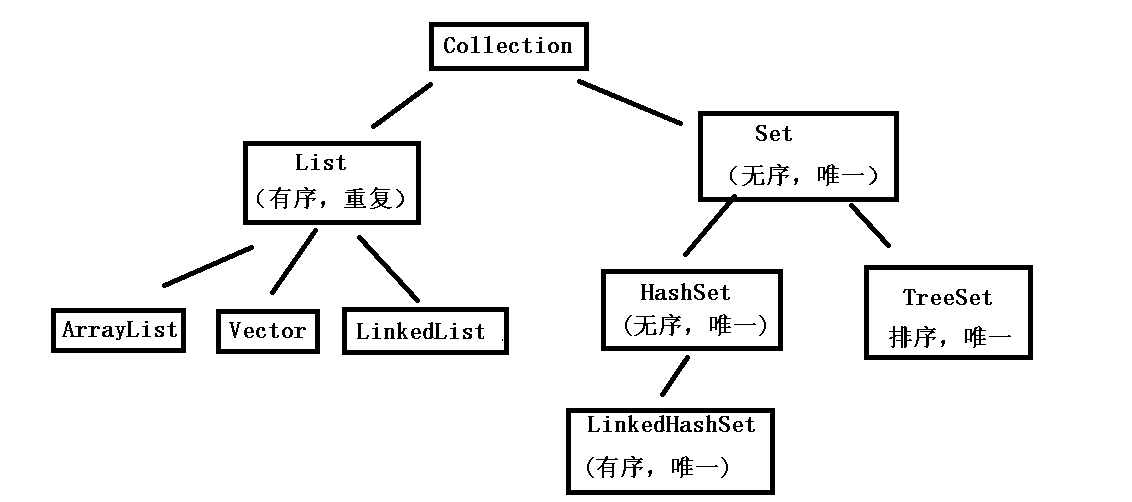 Collection
List
（有序，重复）
Set
（无序，唯一）
ArrayList
Vector
LinkedList
HashSet
(无序，唯一)
TreeSet
排序，唯一
LinkedHashSet
(有序，唯一)